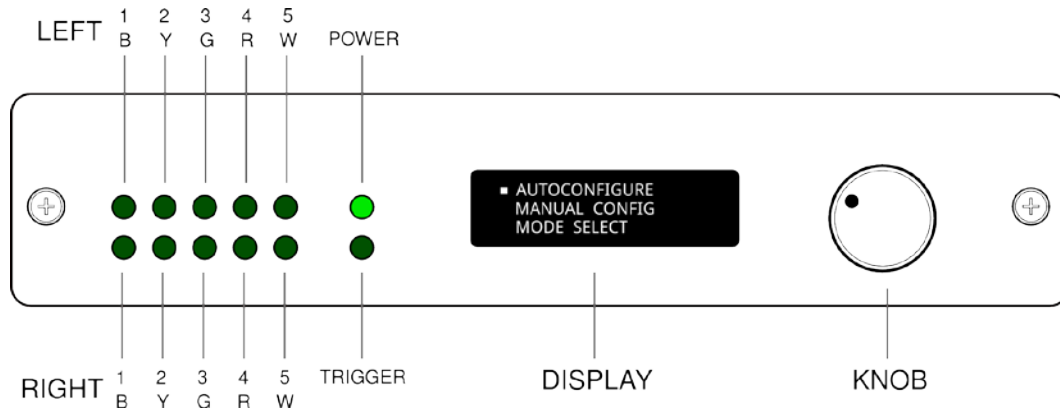 LEFT 1 2 3 4 5
B Y G R W
POWER
AUTOCONFIGURE
MANUAL CONFIG
MODE SELECT
RIGHT 1 2 3 4 5
B Y G R W
TRIGGER
DISPLAY
KNOB